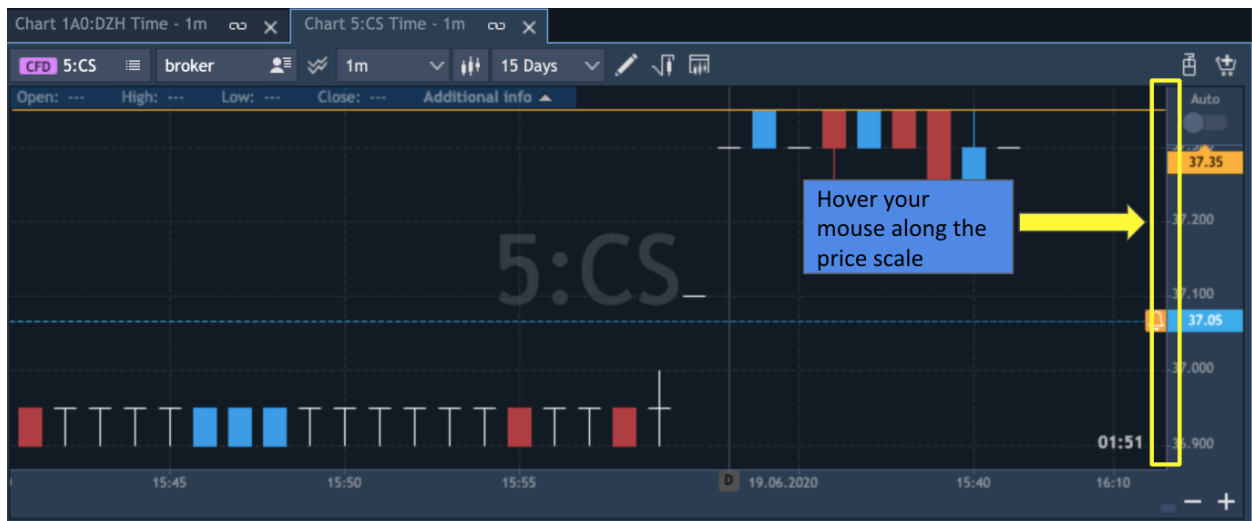 Chart 1A0:DZH Time - 1m
Chart 5:CS Time - 1m
CFD 5:CS
broker
1m
15 Days
Open: ---
High: ---
Low: ---
Close: ---
Additional info
Auto
37.35
Hover your
mouse along the
price scale
37.200
5:CS
37.100
37.05
37.000
01:51
36.900
15:45
15:50
15:55
D
19.06.2020
15:40
16:10